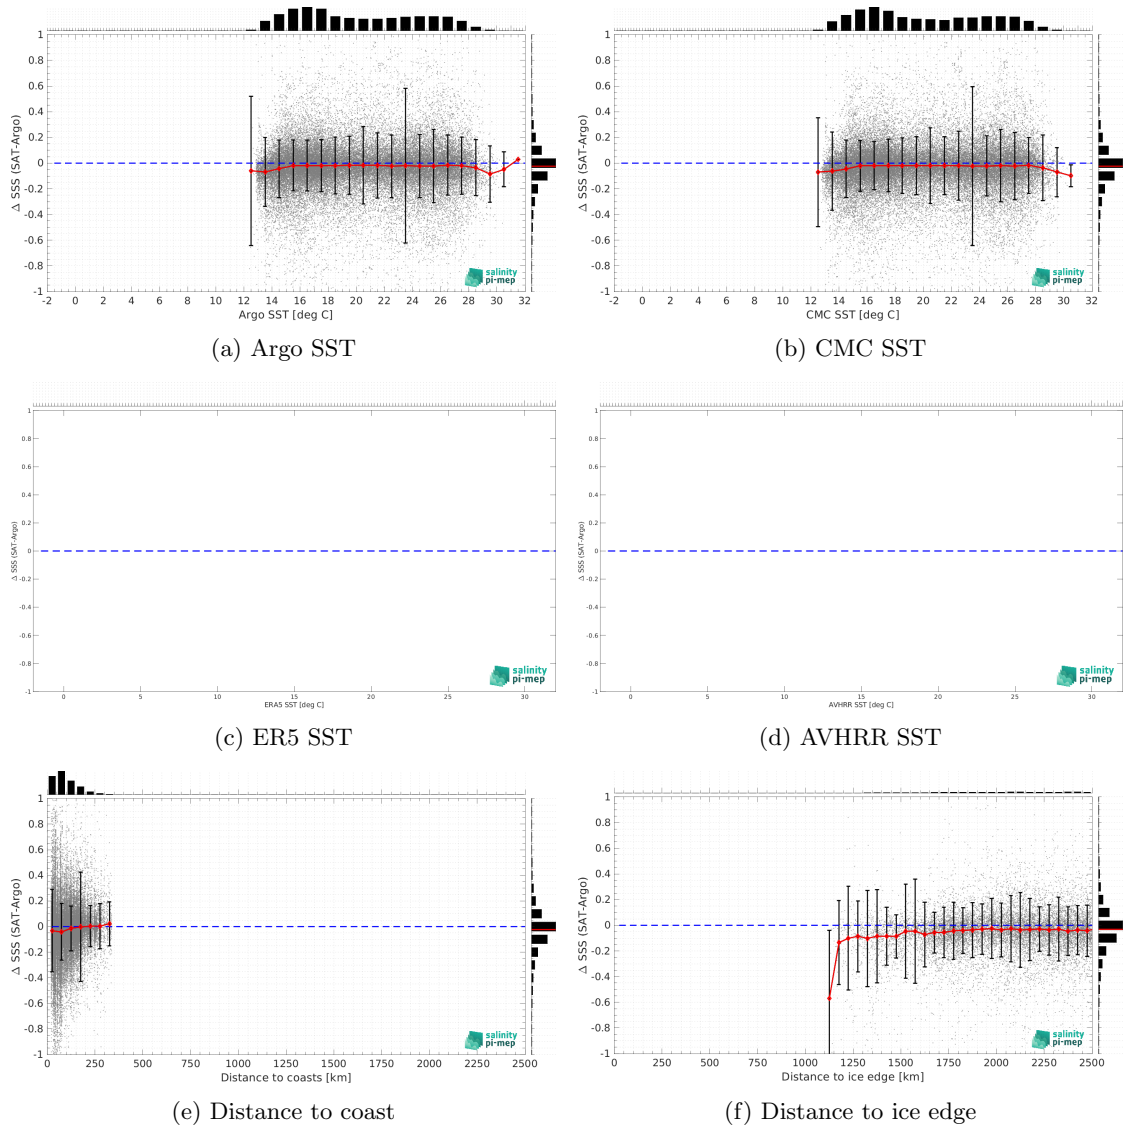 1
0.8
0.6
0.4
0.2
0
-0.2
-0.4
-0.6
-0.8
-1
Δ SSS (SAT-Argo)
-2 0 2 4 6 8 10 12 14 16 18 20 22 24 26 28 30 32
Argo SST [deg C]
salinity
pi-mep
(a) Argo SST
1
0.8
0.6
0.4
0.2
0
-0.2
-0.4
-0.6
-0.8
-1
Δ SSS (SAT-Argo)
-2 0 2 4 6 8 10 12 14 16 18 20 22 24 26 28 30 32
CMC SST [deg C]
salinity
pi-mep
(b) CMC SST
1
0.8
0.6
0.4
0.2
0
-0.2
-0.4
-0.6
-0.8
-1
Δ SSS (SAT-Argo)
0 5 10 15 20 25 30
ERA5 SST [deg C]
salinity
pi-mep
(c) ER5 SST
1
0.8
0.6
0.4
0.2
0
-0.2
-0.4
-0.6
-0.8
-1
Δ SSS (SAT-Argo)
0 5 10 15 20 25 30
AVHRR SST [deg C]
salinity
pi-mep
(d) AVHRR SST
1
0.8
0.6
0.4
0.2
0
-0.2
-0.4
-0.6
-0.8
-1
Δ SSS (SAT-Argo)
0 250 500 750 1000 1250 1500 1750 2000 2250 2500
Distance to coasts [km]
salinity
pi-mep
(e) Distance to coast
1
0.8
0.6
0.4
0.2
0
-0.2
-0.4
-0.6
-0.8
-1
Δ SSS (SAT-Argo)
0 250 500 750 1000 1250 1500 1750 2000 2250 2500
Distance to ice edge [km]
salinity
pi-mep
(f) Distance to ice edge